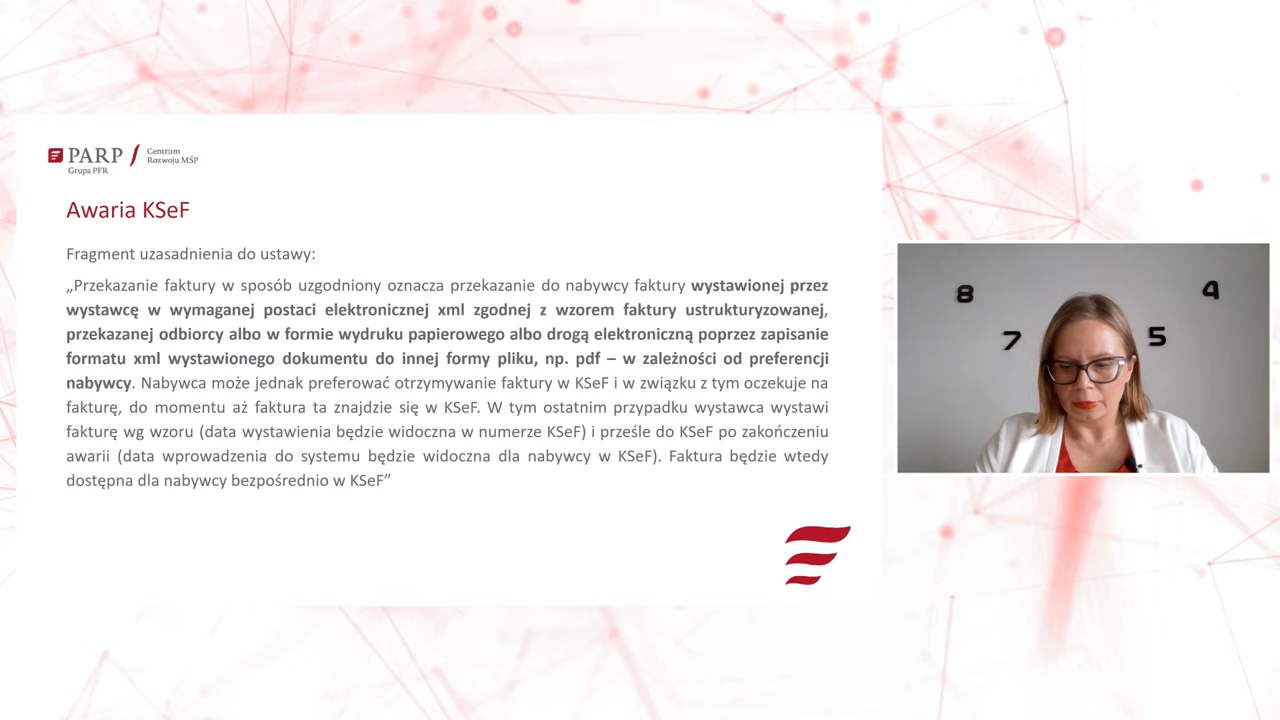 PARP
Grupa PFR
Centrum
Rozwoju MŚP
Awaria KSeF
Fragment uzasadnienia do ustawy:
„Przekazanie faktury w sposób uzgodniony oznacza przekazanie do nabywcy faktury wystawionej przez
wystawcę w wymaganej postaci elektronicznej xml zgodnej z wzorem faktury ustrukturyzowanej,
przekazanej odbiorcy albo w formie wydruku papierowego albo drogą elektroniczną poprzez zapisanie
formatu xml wystawionego dokumentu do innej formy pliku, np. pdf – w zależności od preferencji
nabywcy. Nabywca może jednak preferować otrzymywanie faktury w KSeF i w związku z tym oczekuje na
fakturę, do momentu aż faktura ta znajdzie się w KSeF. W tym ostatnim przypadku wystawca wystawi
fakturę wg wzoru (data wystawienia będzie widoczna w numerze KSeF) i prześle do KSeF po zakończeniu
awarii (data wprowadzenia do systemu będzie widoczna dla nabywcy w KSeF). Faktura będzie wtedy
dostępna dla nabywcy bezpośrednio w KSeF”
8 4
7 5